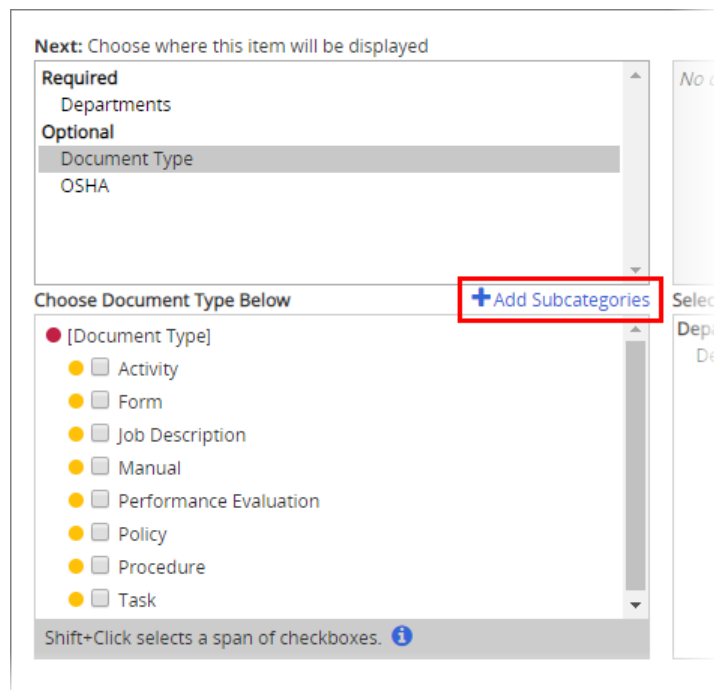 Next: Choose where this item will be displayed
Required
Departments
Optional
Document Type
OSHA
No
Choose Document Type Below
Add Subcategories
[Document Type]
Activity
Form
Job Description
Manual
Performance Evaluation
Policy
Procedure
Task
Shift+Click selects a span of checkboxes.